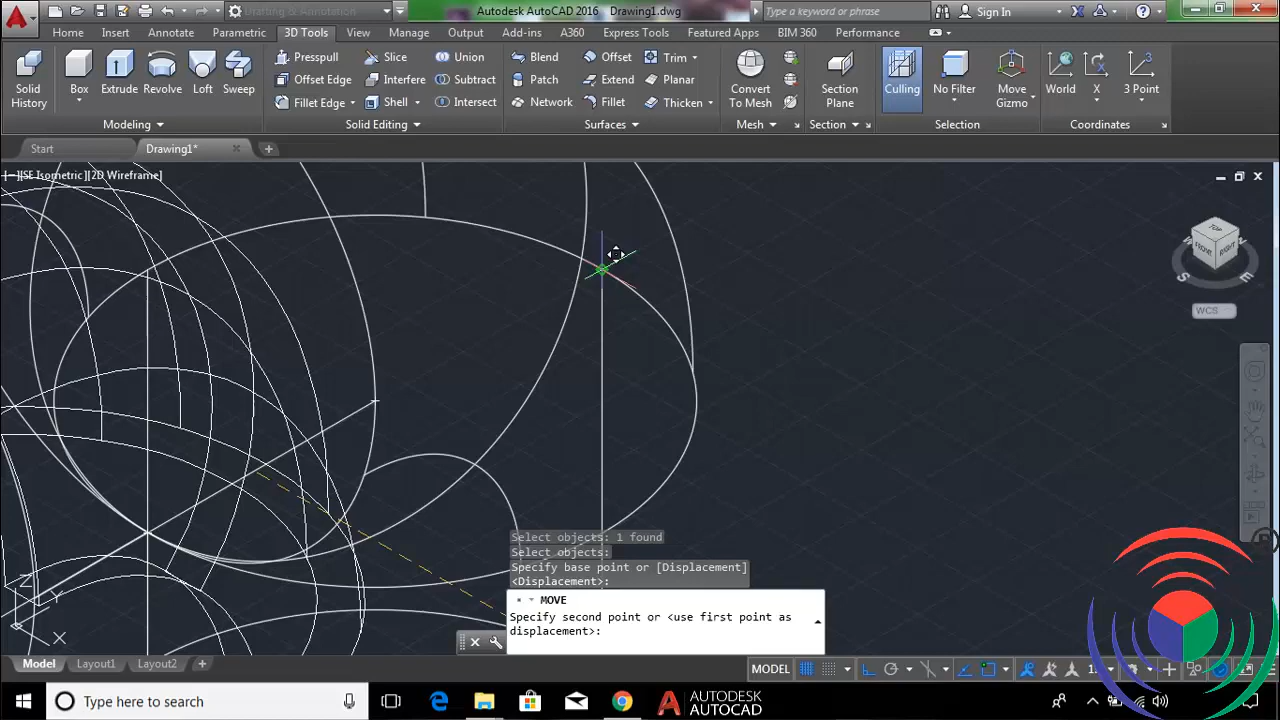 Drafting & Annotation
Autodesk AutoCAD 2016 Drawing1.dwg
Type a keyword or phrase
Sign In
Home Insert Annotate Parametric 3D Tools View Manage Output Add-ins A360 Express Tools Featured Apps BIM 360 Performance
Presspull Slice Union Blend Offset Trim
Offset Edge Interfere Subtract Patch Extend Planar
Fillet Edge Shell Intersect Network Fillet Thicken
Solid History Box Extrude Revolve Loft Sweep
Convert To Mesh Section Plane Culling No Filter Move Gizmo World X 3 Point
Modeling Solid Editing Surfaces Mesh Section Selection Coordinates
Start Drawing1*
[−][SE Isometric][2D Wireframe]
TOP
FRONT RIGHT
W S E
WCS
Z
Y
X
Select objects: 1 found
Select objects:
Specify base point or [Displacement]
<Displacement>:
MOVE
Specify second point or <use first point as
displacement>:
Model Layout1 Layout2
MODEL
Type here to search
AUTODESK
AUTOCAD
R